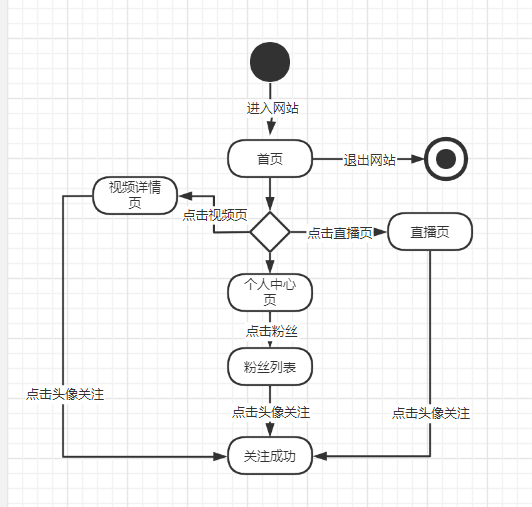 进入网站
首页
退出网站
视频详情
页
点击视频页
点击直播页
直播页
个人中心
页
点击粉丝
粉丝列表
点击头像关注
点击头像关注
点击头像关注
关注成功